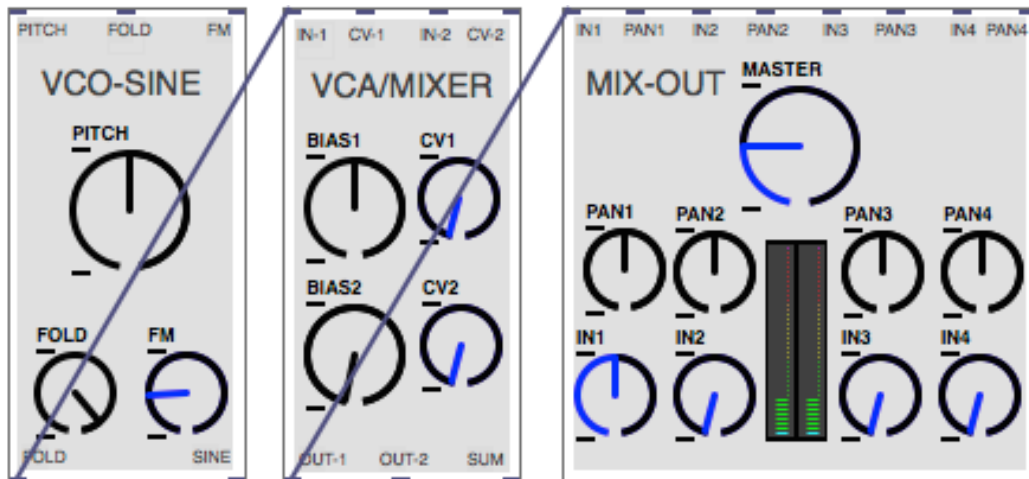 PITCH FOLD FM
VCO-SINE
PITCH
FOLD FM
FOLD SINE
IN-1 CV-1 IN-2 CV-2
VCA/MIXER
BIAS1 CV1
BIAS2 CV2
OUT-1 OUT-2 SUM
IN1 PAN1 IN2 PAN2 IN3 PAN3 IN4 PAN4
MASTER
MIX-OUT
PAN1 PAN2 PAN3 PAN4
IN1 IN2 IN3 IN4